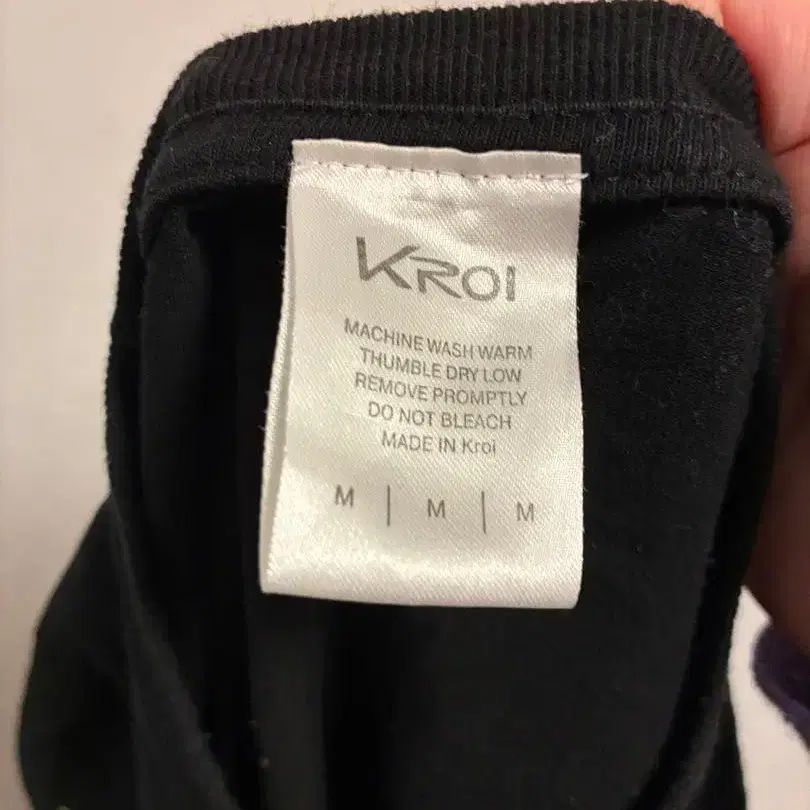 KROI
MACHINE WASH WARM
THUMBLE DRY LOW
REMOVE PROMPTLY
DO NOT BLEACH
MADE IN Kroi
M | M | M